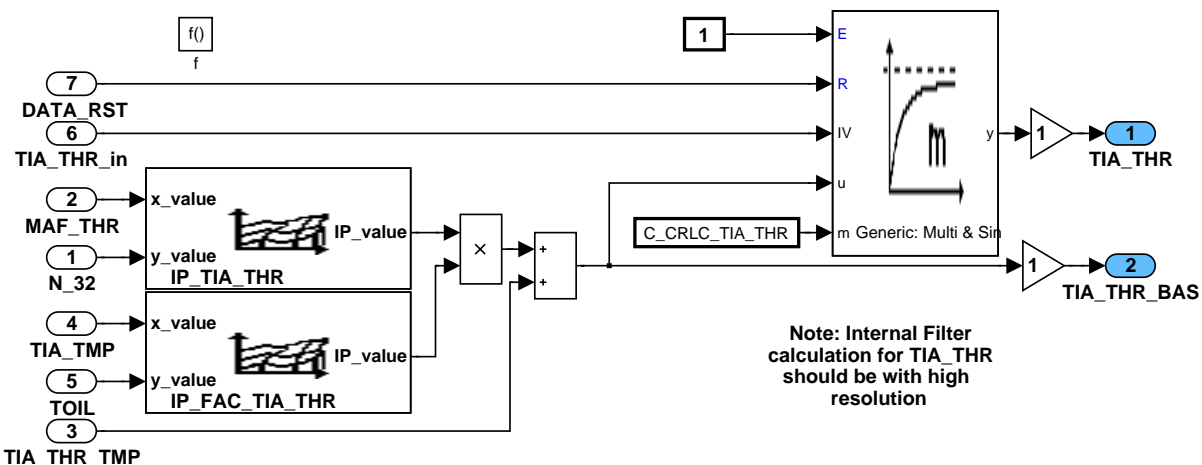 f()
f
1
7
DATA_RST
6
TIA_THR_in
2
MAF_THR
1
N_32
x_value
y_value
IP_value
IP_TIA_THR
4
TIA_TMP
5
TOIL
x_value
y_value
IP_value
IP_FAC_TIA_THR
3
TIA_THR_TMP
×
+
+
C_CRLC_TIA_THR
E
R
IV
u
m Generic: Multi & Sin
m
y
1
1
TIA_THR
1
2
TIA_THR_BAS
Note: Internal Filter
calculation for TIA_THR
should be with high
resolution